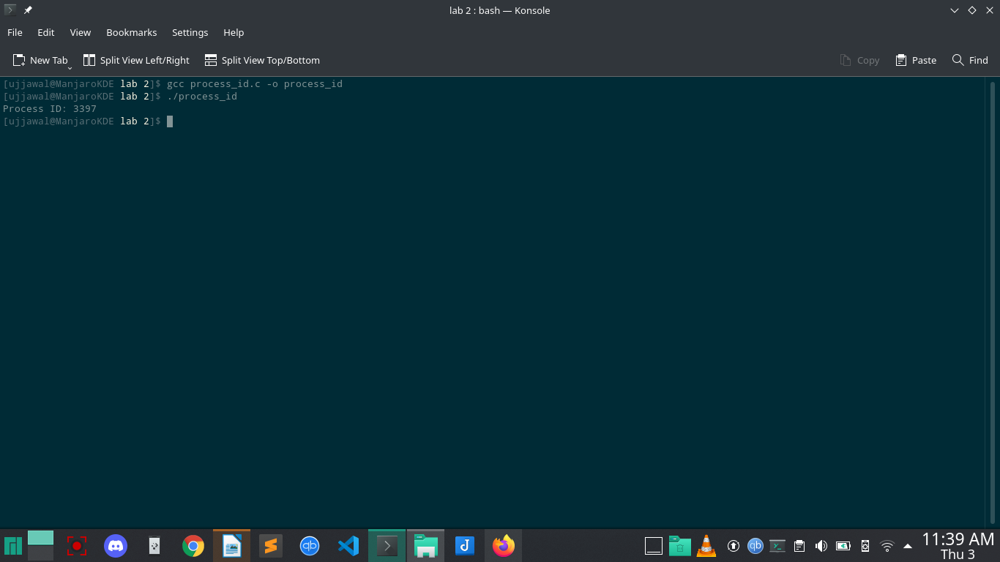 lab 2 : bash — Konsole
File Edit View Bookmarks Settings Help
New Tab Split View Left/Right Split View Top/Bottom Copy Paste Find
[ujjawal@ManjaroKDE lab 2]$ gcc process_id.c -o process_id
[ujjawal@ManjaroKDE lab 2]$ ./process_id
Process ID: 3397
[ujjawal@ManjaroKDE lab 2]$
qb
qb
11:39 AM
Thu 3